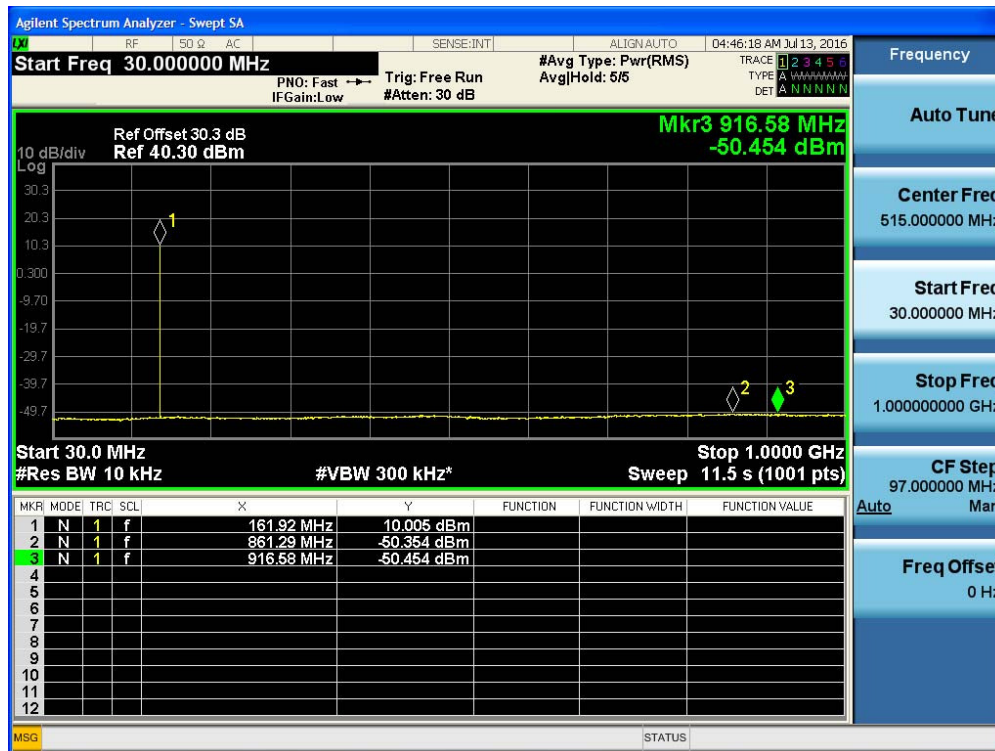 Agilent Spectrum Analyzer - Swept SA
LXI RF 50 Ω AC SENSE:INT ALIGN AUTO 04:46:18 AM Jul 13, 2016
Start Freq 30.000000 MHz
PNO: Fast
IFGain:Low
Trig: Free Run
#Atten: 30 dB
#Avg Type: Pwr(RMS)
Avg|Hold: 5/5
TRACE 1 2 3 4 5 6
TYPE A WWWWW
DET A N N N N N
Mkr3 916.58 MHz
-50.454 dBm
Ref Offset 30.3 dB
10 dB/div Ref 40.30 dBm
Log
30.3
20.3
10.3
0.300
-9.70
-19.7
-29.7
-39.7
-49.7
1
2
3
Start 30.0 MHz Stop 1.0000 GHz
#Res BW 10 kHz #VBW 300 kHz* Sweep 11.5 s (1001 pts)
MKR MODE TRC SCL X Y FUNCTION FUNCTION WIDTH FUNCTION VALUE
1 N 1 f 161.92 MHz 10.005 dBm
2 N 1 f 861.29 MHz -50.354 dBm
3 N 1 f 916.58 MHz -50.454 dBm
4
5
6
7
8
9
10
11
12
MSG STATUS
Frequency
Auto Tune
Center Freq
515.000000 MHz
Start Freq
30.000000 MHz
Stop Freq
1.000000000 GHz
CF Step
97.000000 MHz
Auto Man
Freq Offset
0 Hz